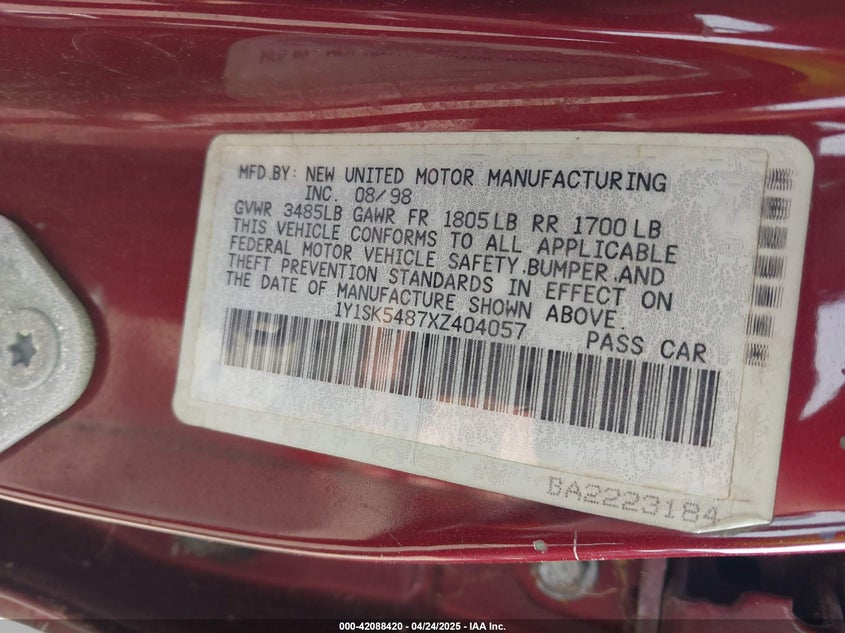 MFD.BY: NEW UNITED MOTOR MANUFACTURING
INC. 08/98
GVWR 3485LB GAWR FR 1805LB RR 1700LB
THIS VEHICLE CONFORMS TO ALL APPLICABLE
FEDERAL MOTOR VEHICLE SAFETY.BUMPER.AND
THEFT PREVENTION STANDARDS IN EFFECT ON
THE DATE OF MANUFACTURE SHOWN ABOVE.
1Y1SK5487XZ404057 PASS CAR
BA2223184
000-42088420 - 04/24/2025 - IAA Inc.